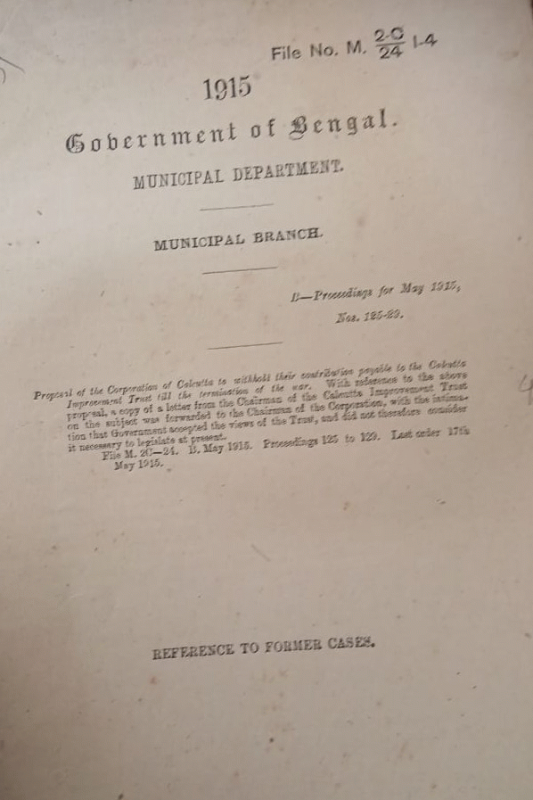 File No. M. 2-C/24 1-4
1915
Government of Bengal.
MUNICIPAL DEPARTMENT.
MUNICIPAL BRANCH.
B—Proceedings for May 1915,
Nos. 125-29.
Proposal of the Corporation of Calcutta to withhold their contribution payable to the Calcutta
Improvement Trust till the termination of the war. With reference to the above
proposal, a copy of a letter from the Chairman of the Calcutta Improvement Trust
on the subject was forwarded to the Chairman of the Corporation, with the intima-
tion that Government accepted the views of the Trust, and did not therefore consider
it necessary to legislate at present.
File M. 2C—24. B. May 1915. Proceedings 125 to 129. Last order 17th
May 1915.
REFERENCE TO FORMER CASES.